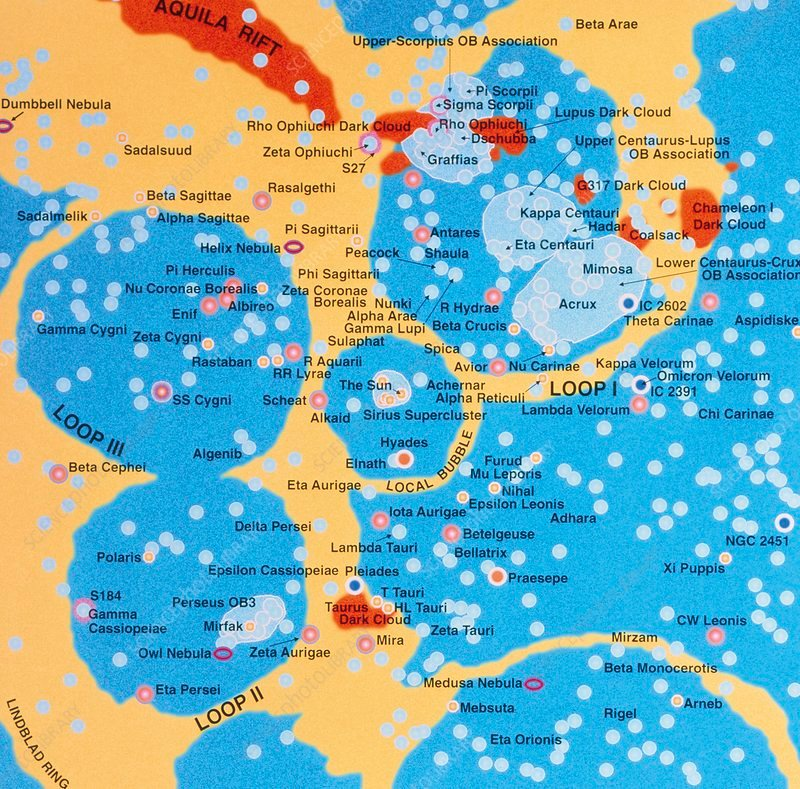 AQUILA RIFT
Beta Arae
Upper-Scorpius OB Association
Pi Scorpii
Dumbbell Nebula
Sigma Scorpii
Lupus Dark Cloud
Rho Ophiuchi Dark Cloud
Rho Ophiuchi
Dschubba
Upper Centaurus-Lupus
OB Association
Sadalsuud
Zeta Ophiuchi
Graffias
S27
G317 Dark Cloud
Rasalgethi
Beta Sagittae
Chameleon I
Dark Cloud
Sadalmelik
Alpha Sagittae
Kappa Centauri
Hadar
Coalsack
Pi Sagittarii
Antares
Eta Centauri
Helix Nebula
Peacock
Shaula
Lower Centaurus-Crux
OB Association
Pi Herculis
Phi Sagittarii
Mimosa
Nu Coronae Borealis
Zeta Coronae
Borealis
Nunki
R Hydrae
Acrux
IC 2602
Albireo
Enif
Alpha Arae
Theta Carinae
Aspidiske
Gamma Cygni
Gamma Lupi
Beta Crucis
Zeta Cygni
Sulaphat
Spica
Rastaban
R Aquarii
RR Lyrae
Avior
Nu Carinae
Kappa Velorum
Omicron Velorum
The Sun
Achernar
LOOP I
IC 2391
SS Cygni
Scheat
Alpha Reticuli
Sirius Supercluster
Lambda Velorum
Chi Carinae
Alkaid
LOOP III
Hyades
LOCAL BUBBLE
Algenib
Elnath
Furud
Beta Cephei
Mu Leporis
Eta Aurigae
Nihal
Epsilon Leonis
Iota Aurigae
Adhara
Delta Persei
Betelgeuse
NGC 2451
Lambda Tauri
Bellatrix
Polaris
Epsilon Cassiopeiae
Pleiades
Praesepe
Xi Puppis
S184
Gamma
Cassiopeiae
Perseus OB3
T Tauri
Taurus
Dark Cloud
HL Tauri
CW Leonis
Mirfak
Zeta Tauri
Mira
Mirzam
Owl Nebula
Zeta Aurigae
Beta Monocerotis
Medusa Nebula
Eta Persei
Mebsuta
Arneb
LOOP II
Rigel
LINDBLAD RING
Eta Orionis